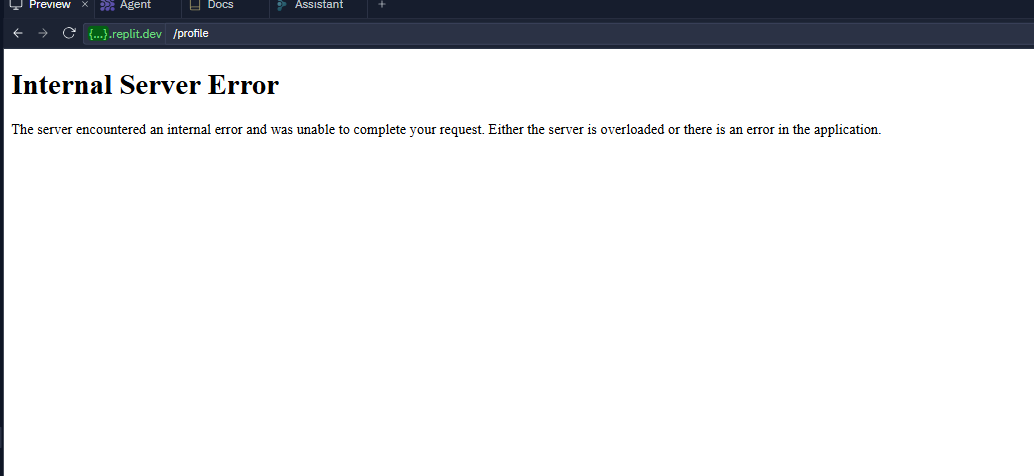 Preview × Agent Docs Assistant +
{...}.replit.dev /profile
Internal Server Error
The server encountered an internal error and was unable to complete your request. Either the server is overloaded or there is an error in the application.